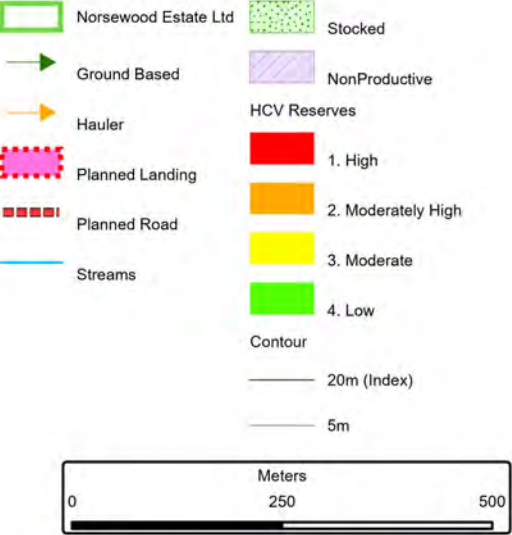 Norsewood Estate Ltd
Ground Based
Hauler
Planned Landing
Planned Road
Streams
Stocked
NonProductive
HCV Reserves
1. High
2. Moderately High
3. Moderate
4. Low
Contour
20m (Index)
5m
Meters
0 250 500